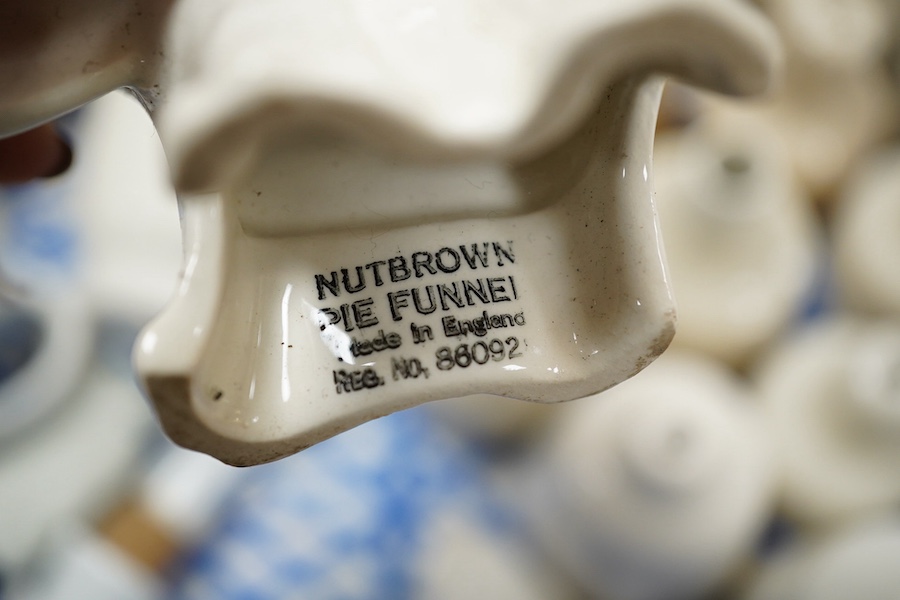 NUTBROWN
PIE FUNNEL
Made in England
REG. No, 86092